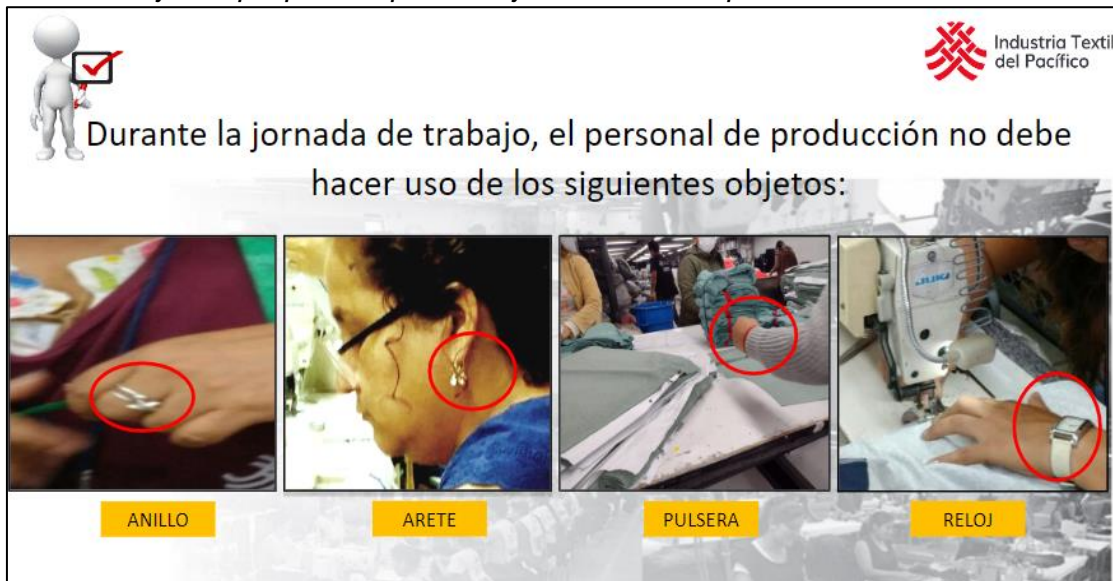 Industria Textil
del Pacífico
Durante la jornada de trabajo, el personal de producción no debe
hacer uso de los siguientes objetos:
JUKI
ANILLO
ARETE
PULSERA
RELOJ